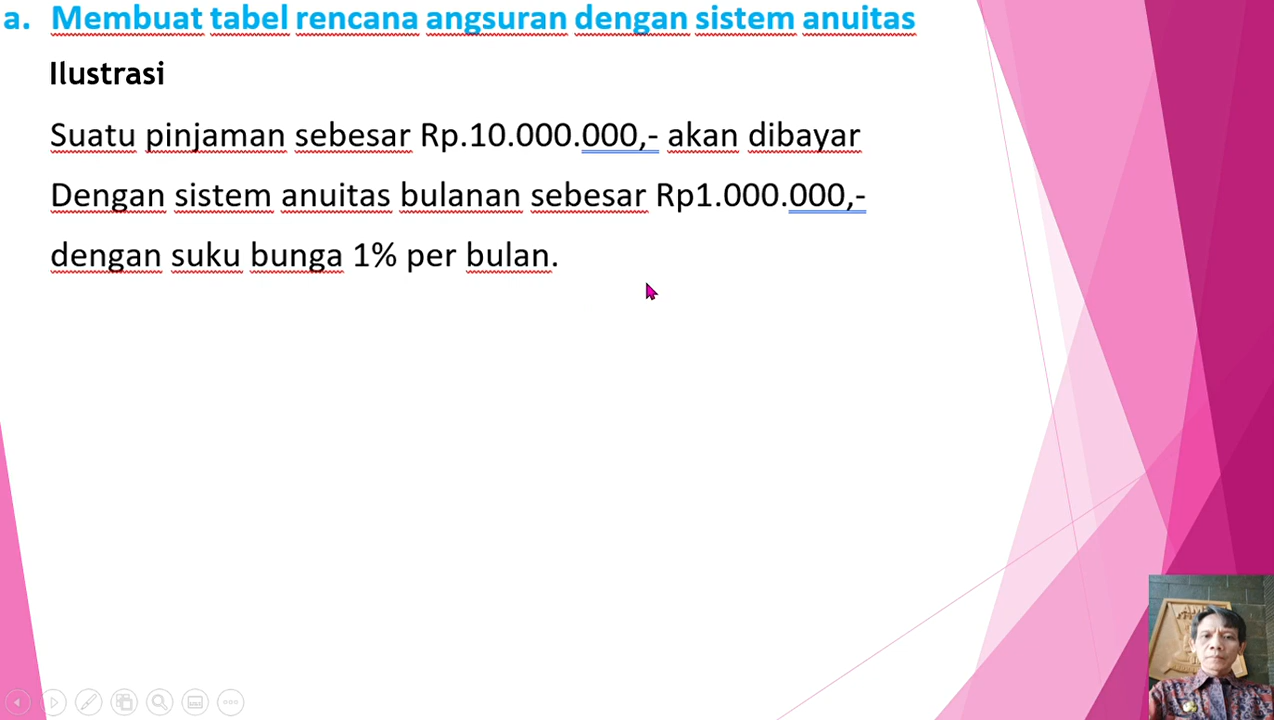 a. Membuat tabel rencana angsuran dengan sistem anuitas
Ilustrasi
Suatu pinjaman sebesar Rp.10.000.000,- akan dibayar
Dengan sistem anuitas bulanan sebesar Rp1.000.000,-
dengan suku bunga 1% per bulan.